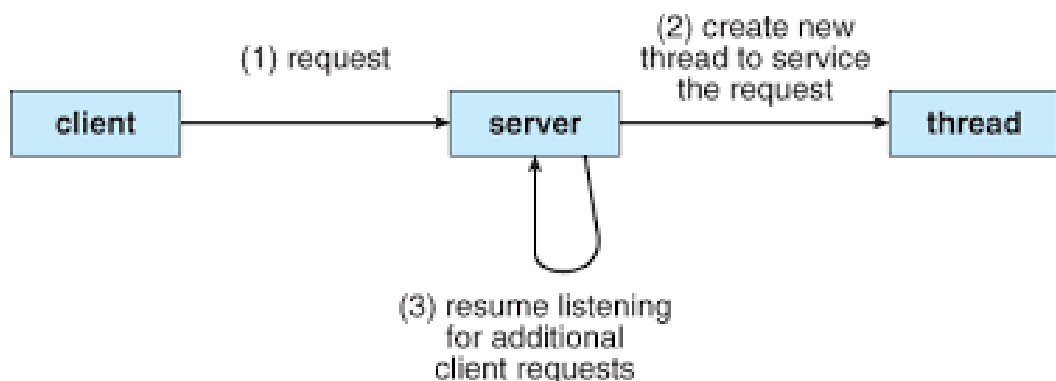 (1) request
(2) create new
thread to service
the request
client
server
thread
(3) resume listening
for additional
client requests